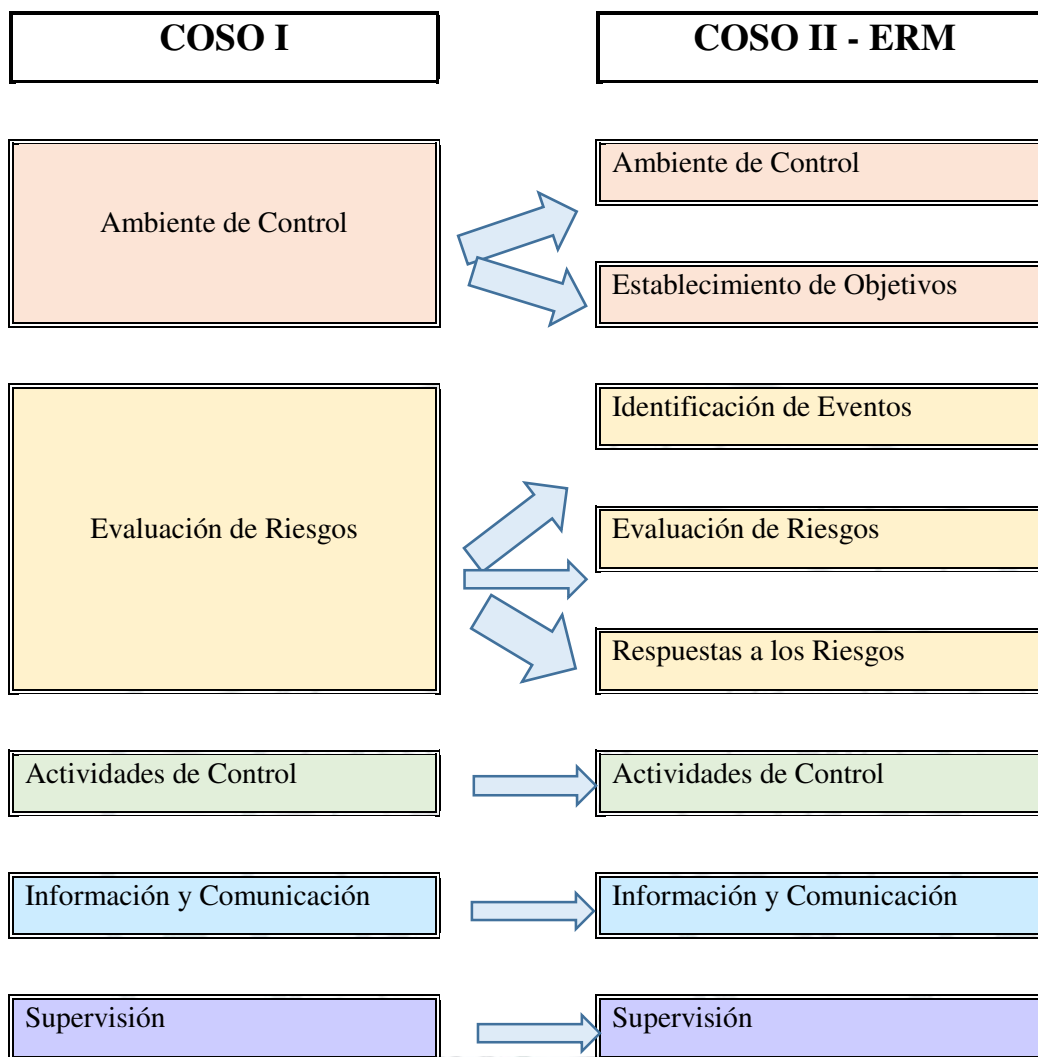 COSO I
COSO II - ERM
Ambiente de Control
Ambiente de Control
Establecimiento de Objetivos
Evaluación de Riesgos
Identificación de Eventos
Evaluación de Riesgos
Respuestas a los Riesgos
Actividades de Control
Actividades de Control
Información y Comunicación
Información y Comunicación
Supervisión
Supervisión